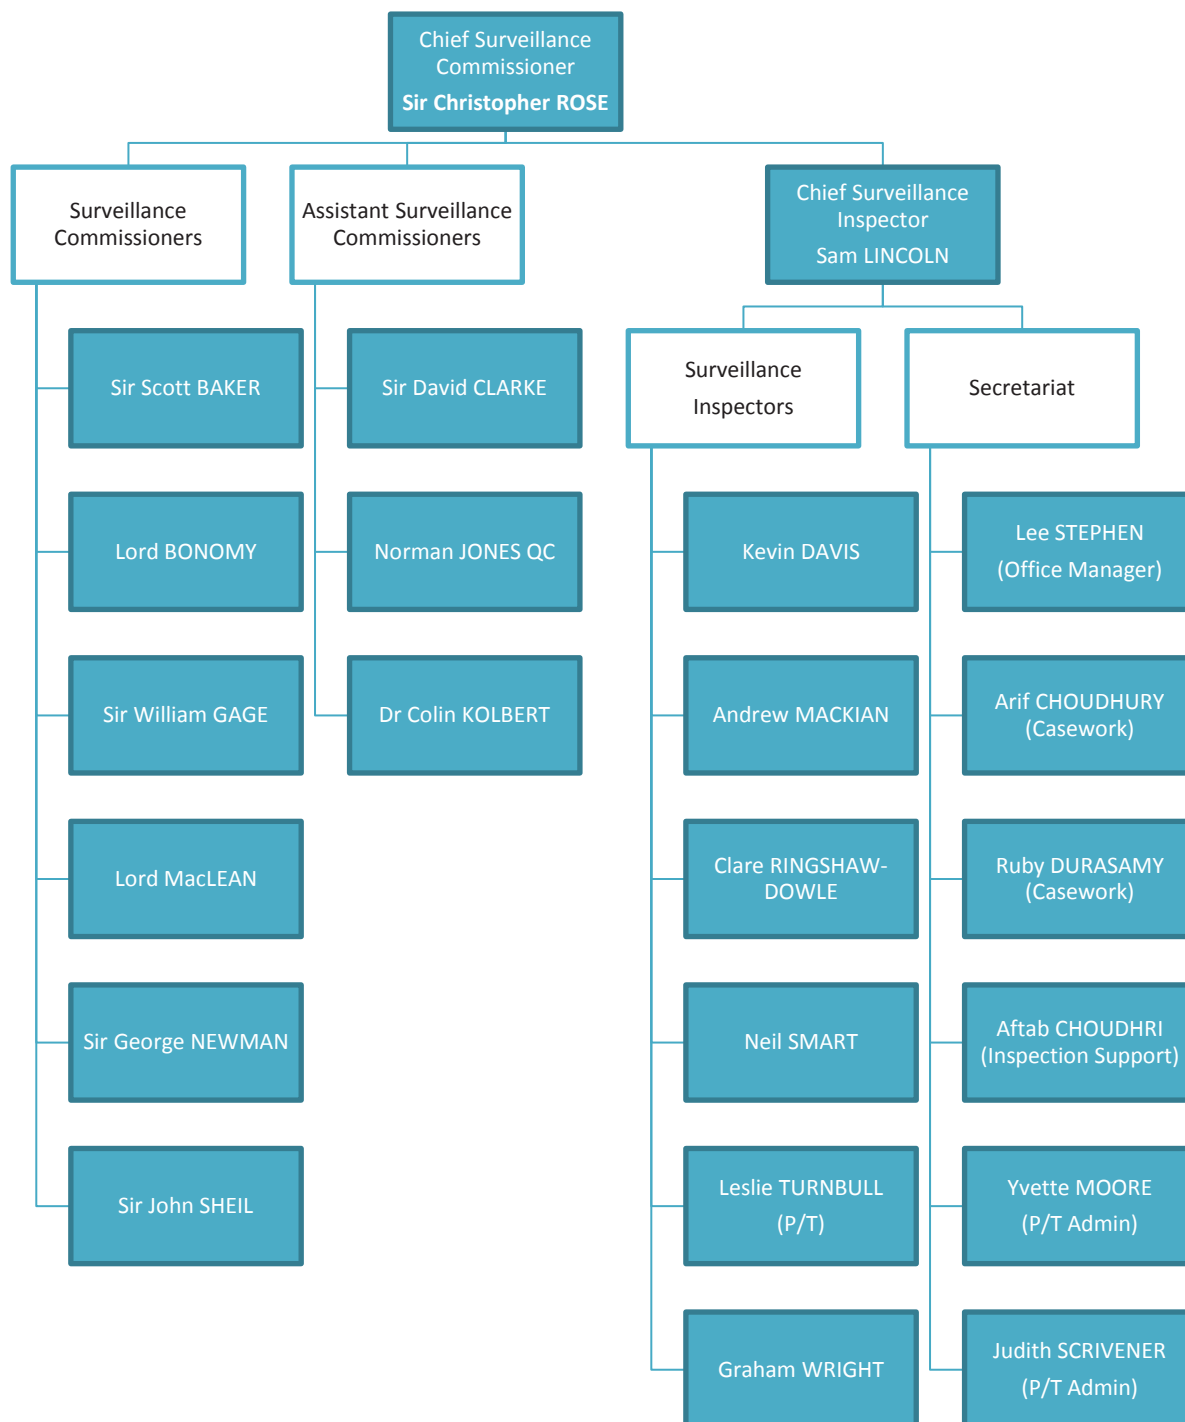 Chief Surveillance
Commissioner
Sir Christopher ROSE
Surveillance
Commissioners
Assistant Surveillance
Commissioners
Chief Surveillance
Inspector
Sam LINCOLN
Sir Scott BAKER
Lord BONOMY
Sir William GAGE
Lord MacLEAN
Sir George NEWMAN
Sir John SHEIL
Sir David CLARKE
Norman JONES QC
Dr Colin KOLBERT
Surveillance
Inspectors
Kevin DAVIS
Andrew MACKIAN
Clare RINGSHAW-
DOWLE
Neil SMART
Leslie TURNBULL
(P/T)
Graham WRIGHT
Secretariat
Lee STEPHEN
(Office Manager)
Arif CHOUDHURY
(Casework)
Ruby DURASAMY
(Casework)
Aftab CHOUDHRI
(Inspection Support)
Yvette MOORE
(P/T Admin)
Judith SCRIVENER
(P/T Admin)